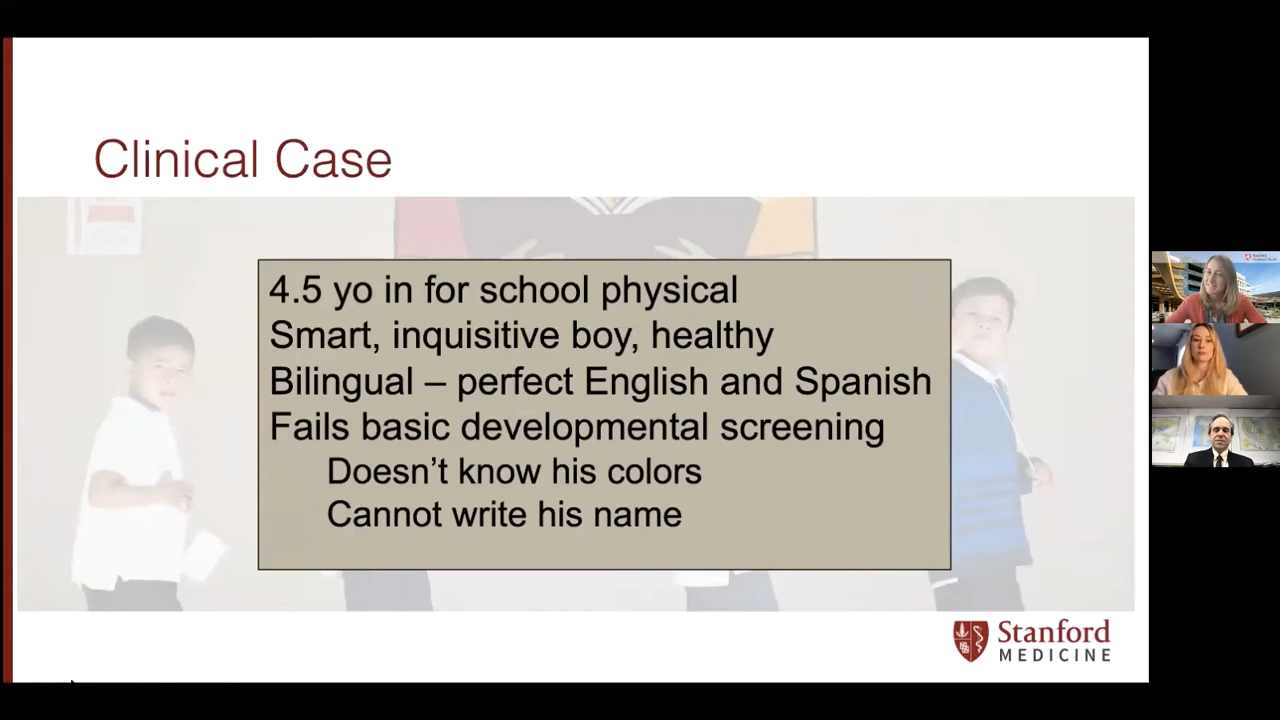 Clinical Case
4.5 yo in for school physical
Smart, inquisitive boy, healthy
Bilingual – perfect English and Spanish
Fails basic developmental screening
Doesn’t know his colors
Cannot write his name
Stanford
MEDICINE